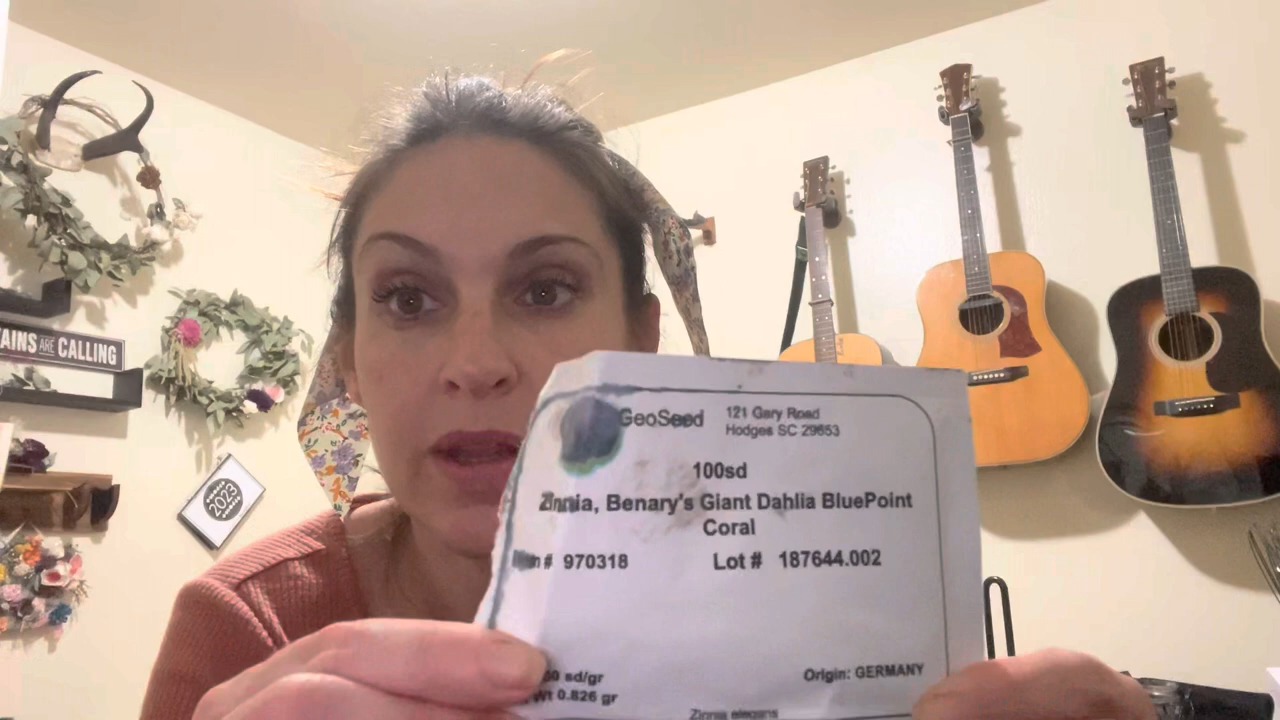 AINS ARE CALLING
2023
GeoSeed
121 Gary Road
Hodges SC 29653
100sd
Zinnia, Benary's Giant Dahlia BluePoint
Coral
# 970318 Lot # 187644.002
sd/gr
Wt 0.826 gr
Origin: GERMANY
Zinnia elegans